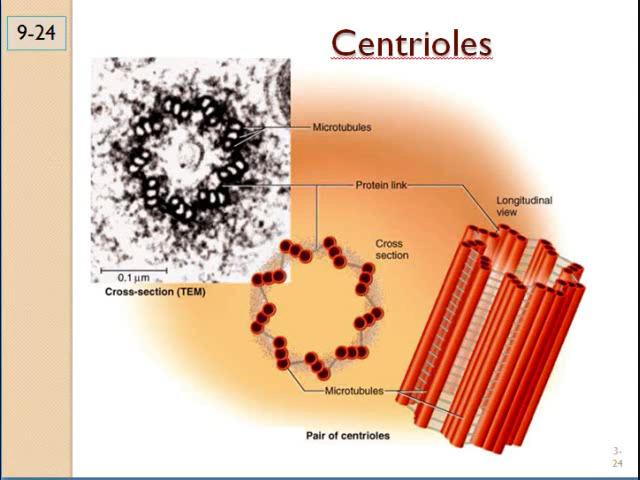 9-24
Centrioles
Microtubules
Protein link
Longitudinal
view
Cross
section
0.1 µm
Cross-section (TEM)
Microtubules
Pair of centrioles
3-
24